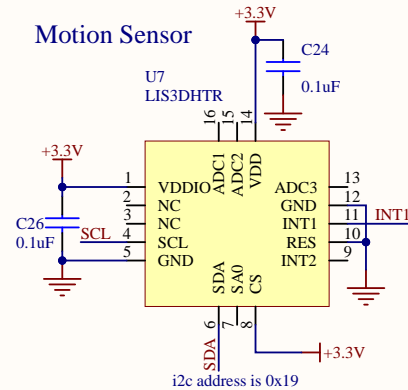 Motion Sensor
+3.3V
C24
0.1uF
U7
LIS3DHTR
16
15
14
ADC1
ADC2
VDD
+3.3V
1
VDDIO
ADC3
13
2
NC
GND
12
C26
3
NC
INT1
11
INT1
0.1uF
SCL
4
SCL
RES
10
5
GND
INT2
9
SDA
SA0
CS
6
7
8
SDA
+3.3V
i2c address is 0x19